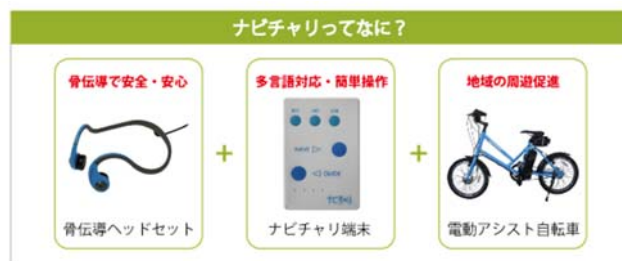 ナビチャリってなに？
骨伝導で安全・安心
多言語対応・簡単操作
地域の周遊促進
+
+
骨伝導ヘッドセット
ナビチャリ端末
電動アシスト自転車